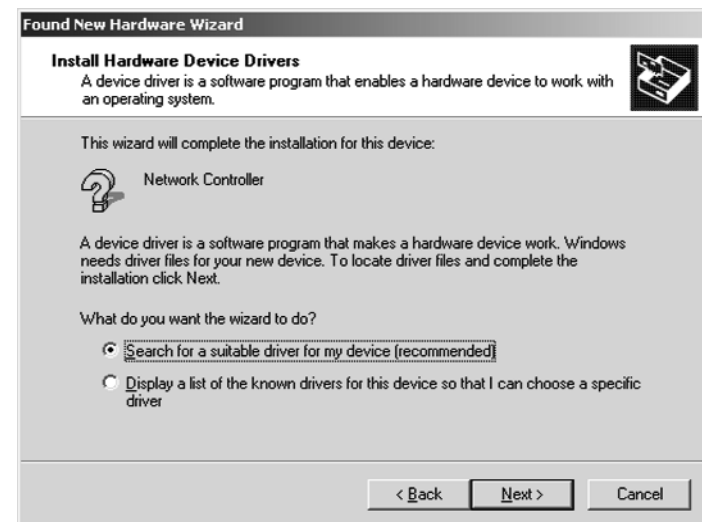 Found New Hardware Wizard
Install Hardware Device Drivers
A device driver is a software program that enables a hardware device to work with
an operating system.
This wizard will complete the installation for this device:
Network Controller
A device driver is a software program that makes a hardware device work. Windows
needs driver files for your new device. To locate driver files and complete the
installation click Next.
What do you want the wizard to do?
Search for a suitable driver for my device (recommended)
Display a list of the known drivers for this device so that I can choose a specific
driver
< Back Next > Cancel